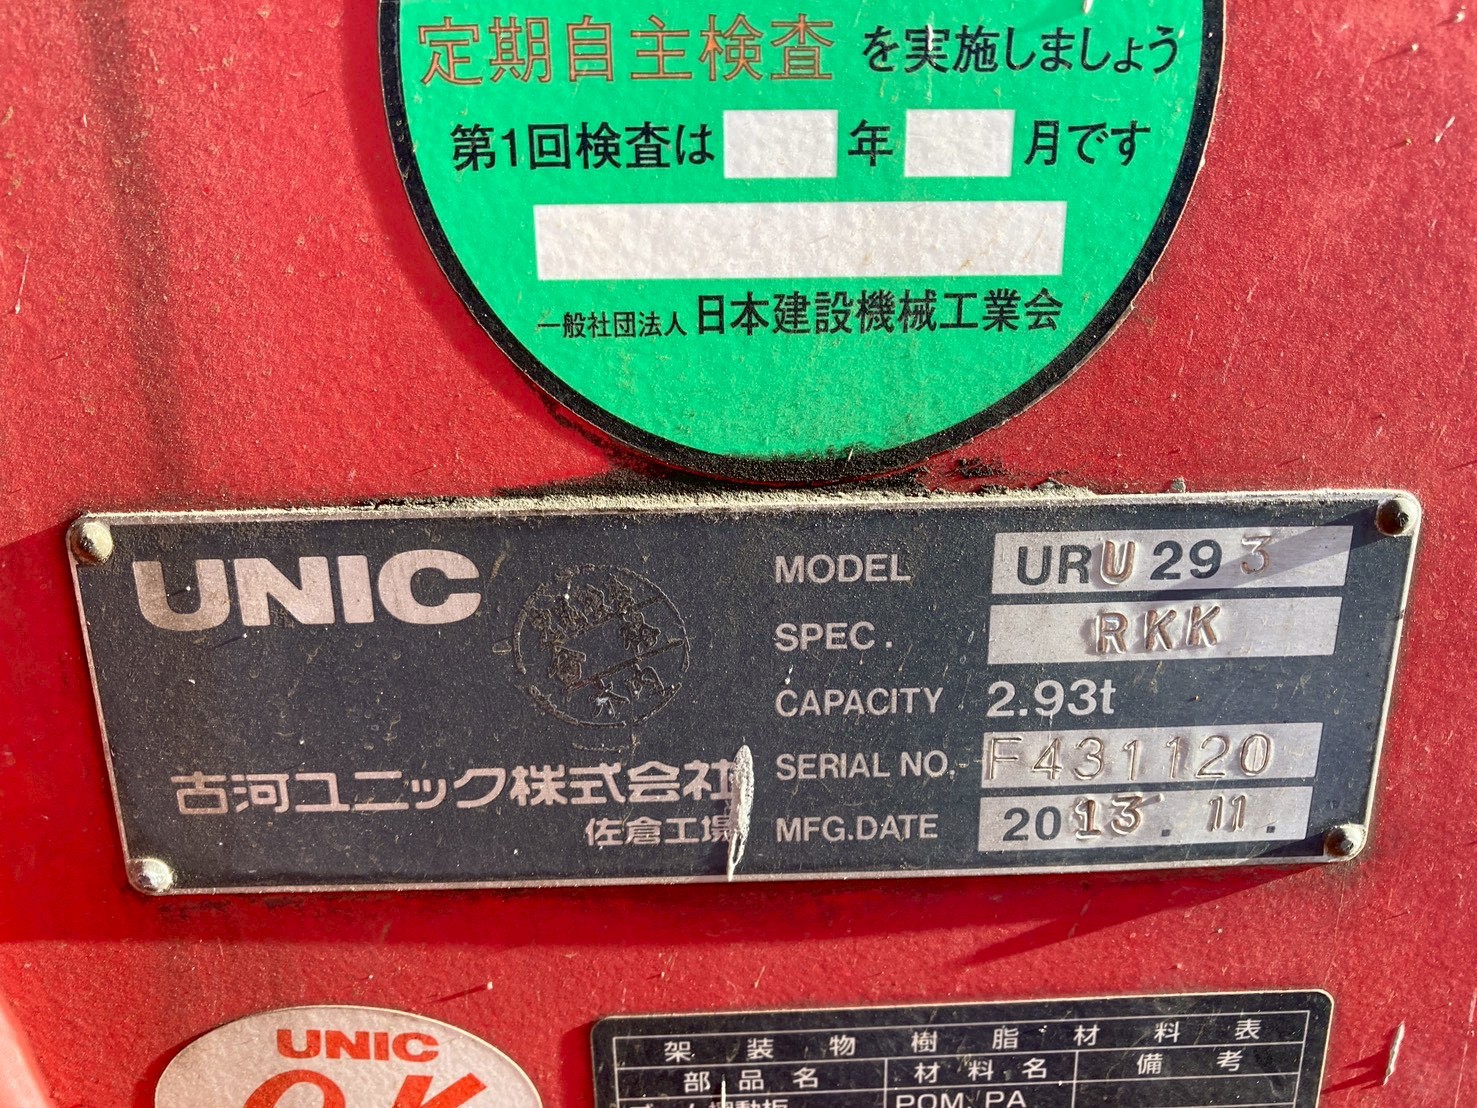 定期自主検査 を実施しましょう
第1回検査は 年 月です
一般社団法人 日本建設機械工業会
UNIC
MODEL URU293
SPEC. RKK
CAPACITY 2.93t
SERIAL NO. F431120
MFG.DATE 2013.11.
古河ユニック株式会社
佐倉工場
UNIC
O.K
架装物樹脂材料表
部品名 材料名 備考
POM, PA